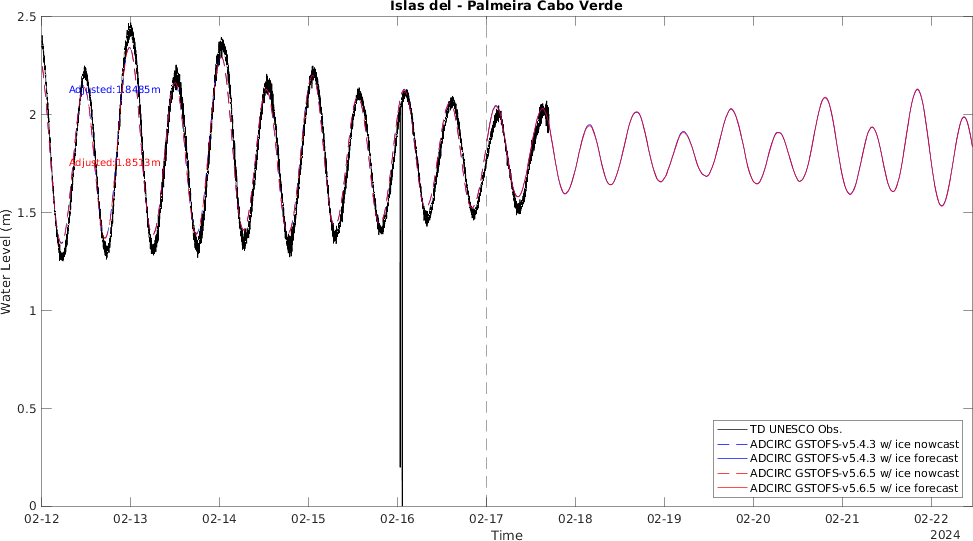 Islas del - Palmeira Cabo Verde
2.5
2
1.5
1
0.5
0
Water Level (m)
Adjusted:1.8485m
Adjusted:1.8513m
TD UNESCO Obs.
ADCIRC GSTOFS-v5.4.3 w/ ice nowcast
ADCIRC GSTOFS-v5.4.3 w/ ice forecast
ADCIRC GSTOFS-v5.6.5 w/ ice nowcast
ADCIRC GSTOFS-v5.6.5 w/ ice forecast
02-12 02-13 02-14 02-15 02-16 02-17 02-18 02-19 02-20 02-21 02-22
Time
2024